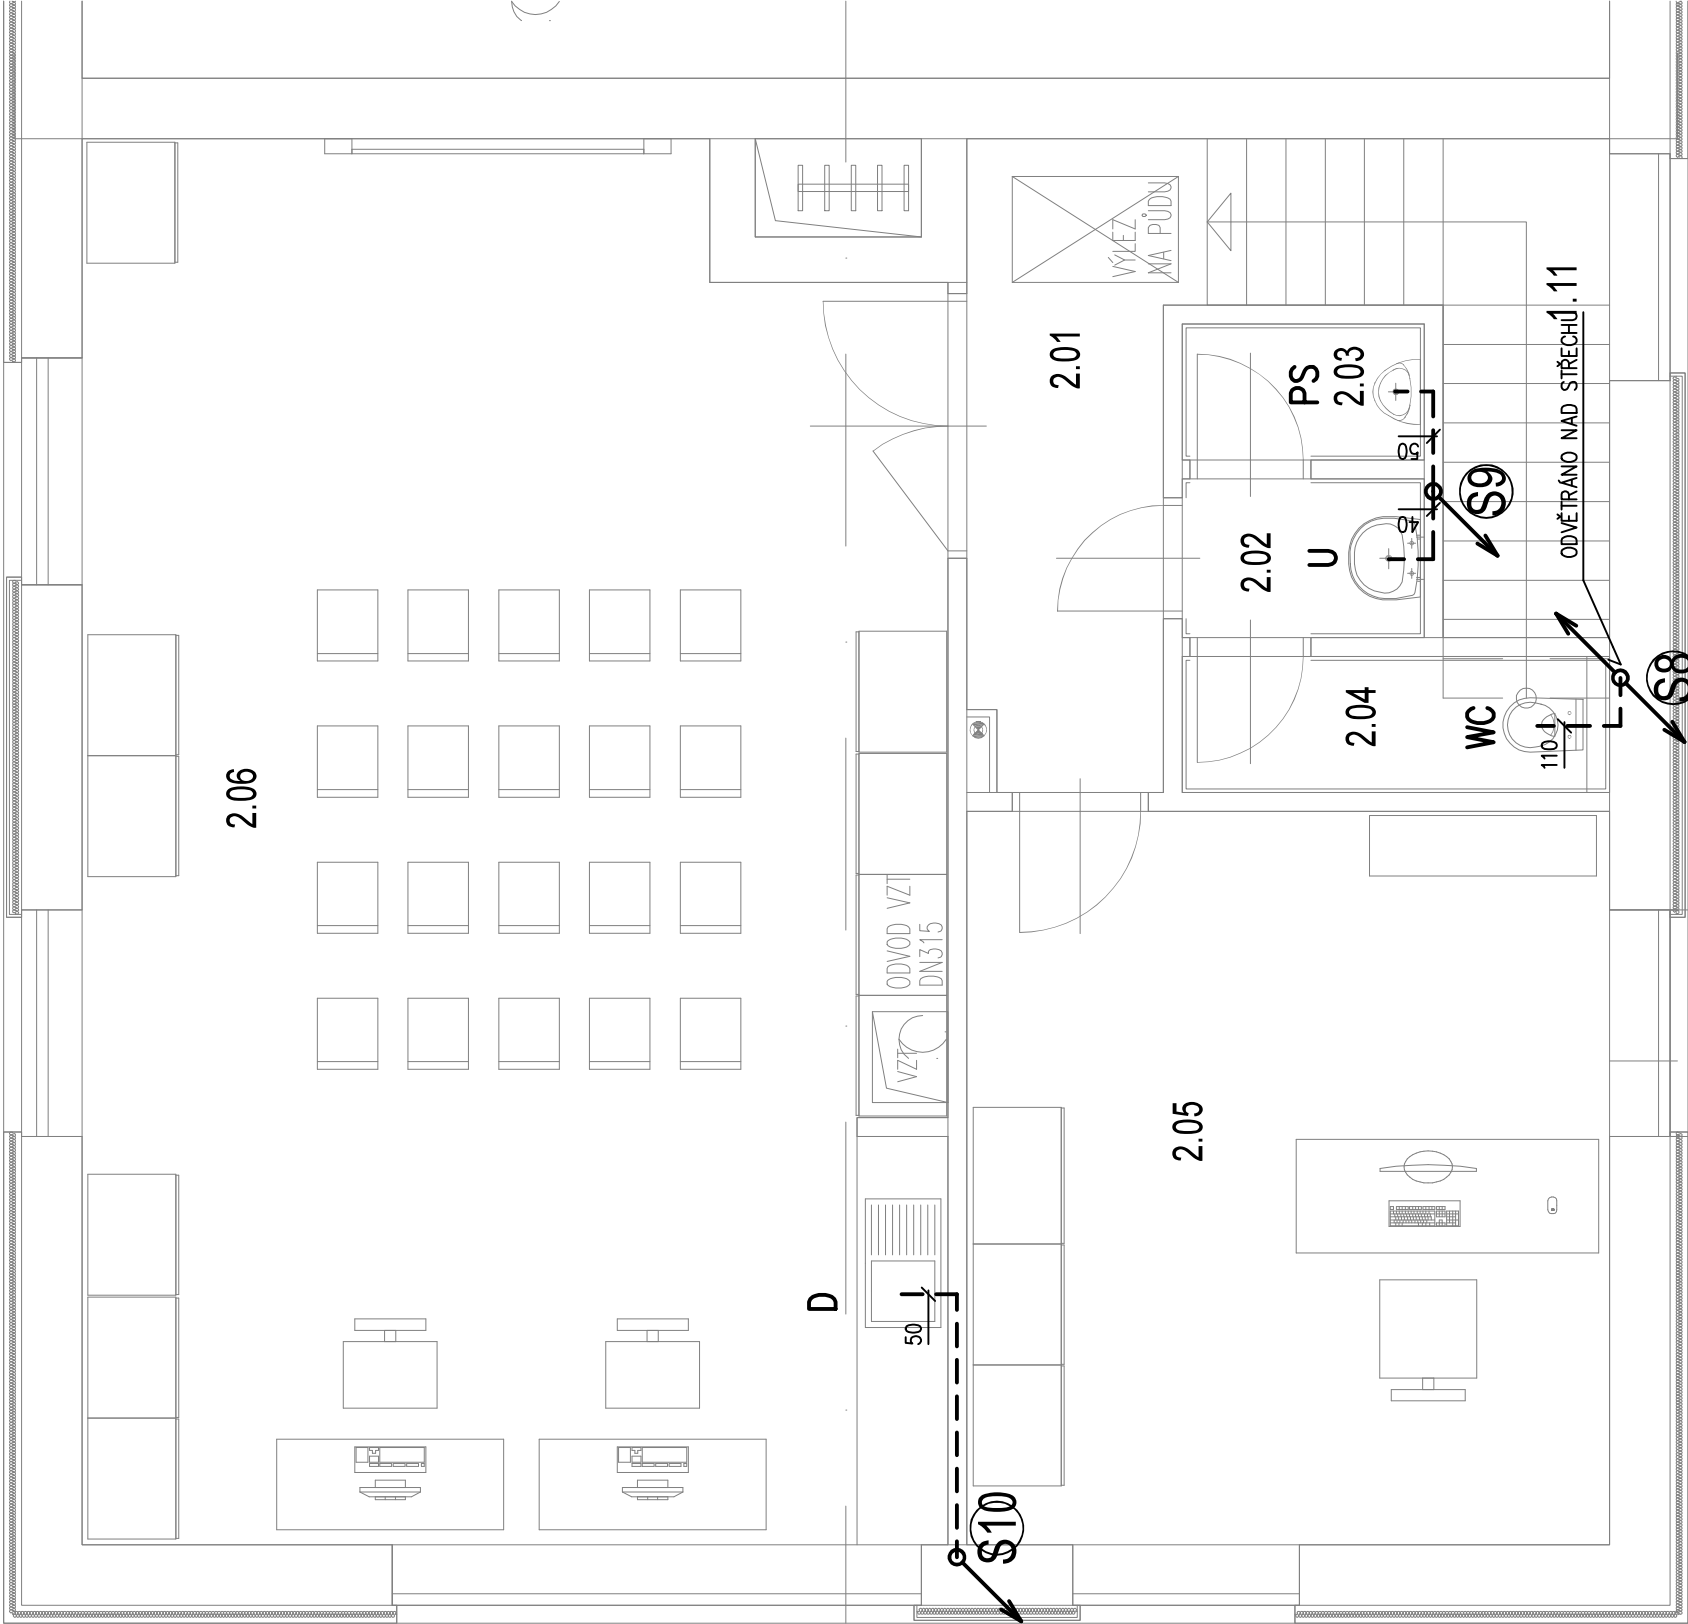 VÝLEZ
NA PŮDU
2.01
PS
2.03
50
S9
1.11
ODVĚTRÁNO NAD STŘECHU
40
2.02
U
S8
2.04
WC
110
2.06
ODVOD VZT
DN315
VZT
2.05
D
50
S10